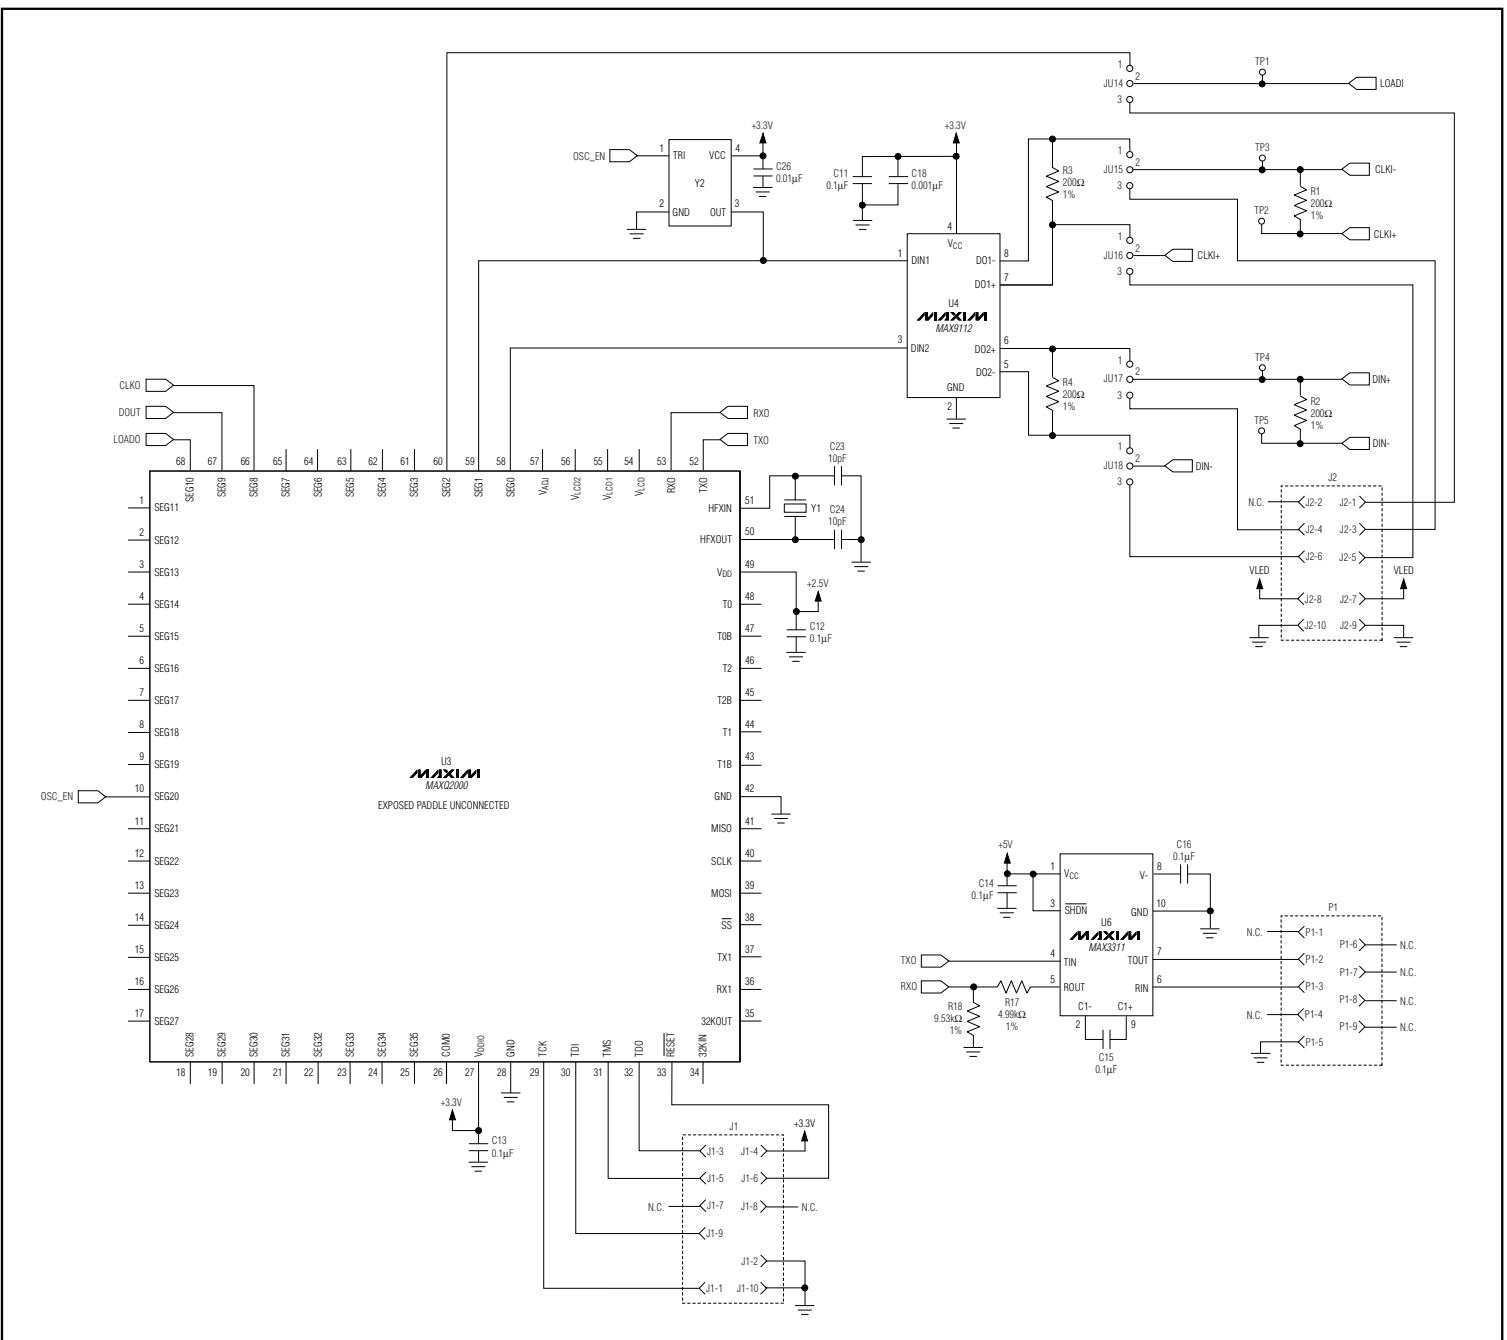 1
JU14 2
3
TP1
LOADI
+3.3V
OSC_EN
1 TRI VCC 4
Y2
2 GND OUT 3
C26
0.01µF
+3.3V
C11
0.1µF
C18
0.001µF
R3
200Ω
1%
1
JU15 2
3
TP3
CLKI-
R1
200Ω
1%
TP2
CLKI+
1
JU16 2
3
CLKI+
4
VCC
1 DIN1 DO1- 8
DO1+ 7
U4
MAXIM
MAX9112
3 DIN2 DO2+ 6
DO2- 5
GND
2
R4
200Ω
1%
1
JU17 2
3
TP4
DIN+
R2
200Ω
1%
TP5
DIN-
1
JU18 2
3
DIN-
J2
N.C. J2-2 J2-1
J2-4 J2-3
J2-6 J2-5
VLED VLED
J2-8 J2-7
J2-10 J2-9
CLKO
DOUT
LOADO
RXO
TXO
68 67 66 65 64 63 62 61 60 59 58 57 56 55 54 53 52
SEG10 SEG9 SEG8 SEG7 SEG6 SEG5 SEG4 SEG3 SEG2 SEG1 SEG0 VADJ VLCD2 VLCD1 VLCD RXO TXO
C23
10pF
Y1
C24
10pF
+2.5V
C12
0.1µF
1 SEG11 HFXIN 51
2 SEG12 HFXOUT 50
3 SEG13 VDD 49
4 SEG14 T0 48
5 SEG15 T0B 47
6 SEG16 T2 46
7 SEG17 T2B 45
8 SEG18 T1 44
9 SEG19 T1B 43
U3
MAXIM
MAXQ2000
EXPOSED PADDLE UNCONNECTED
OSC_EN 10 SEG20 GND 42
11 SEG21 MISO 41
12 SEG22 SCLK 40
13 SEG23 MOSI 39
14 SEG24 SS 38
15 SEG25 TX1 37
16 SEG26 RX1 36
17 SEG27 32KOUT 35
SEG28 SEG29 SEG30 SEG31 SEG32 SEG33 SEG34 SEG35 COM0 VDDIO GND TCK TDI TMS TDO RESET 32KIN
18 19 20 21 22 23 24 25 26 27 28 29 30 31 32 33 34
+3.3V
C13
0.1µF
J1
+3.3V
J1-3 J1-4
J1-5 J1-6
N.C. J1-7 J1-8 N.C.
J1-9
J1-2
J1-1 J1-10
+5V
C14
0.1µF
1 VCC V- 8
C16
0.1µF
3 SHDN GND 10
U6
MAXIM
MAX3311
TXO 4 TIN TOUT 7
RXO 5 ROUT RIN 6
R18
9.53kΩ
1%
R17
4.99kΩ
1%
C1- C1+
2 9
C15
0.1µF
P1
N.C. P1-1
P1-6 N.C.
P1-2
P1-7 N.C.
P1-3
P1-8 N.C.
N.C. P1-4
P1-9 N.C.
P1-5